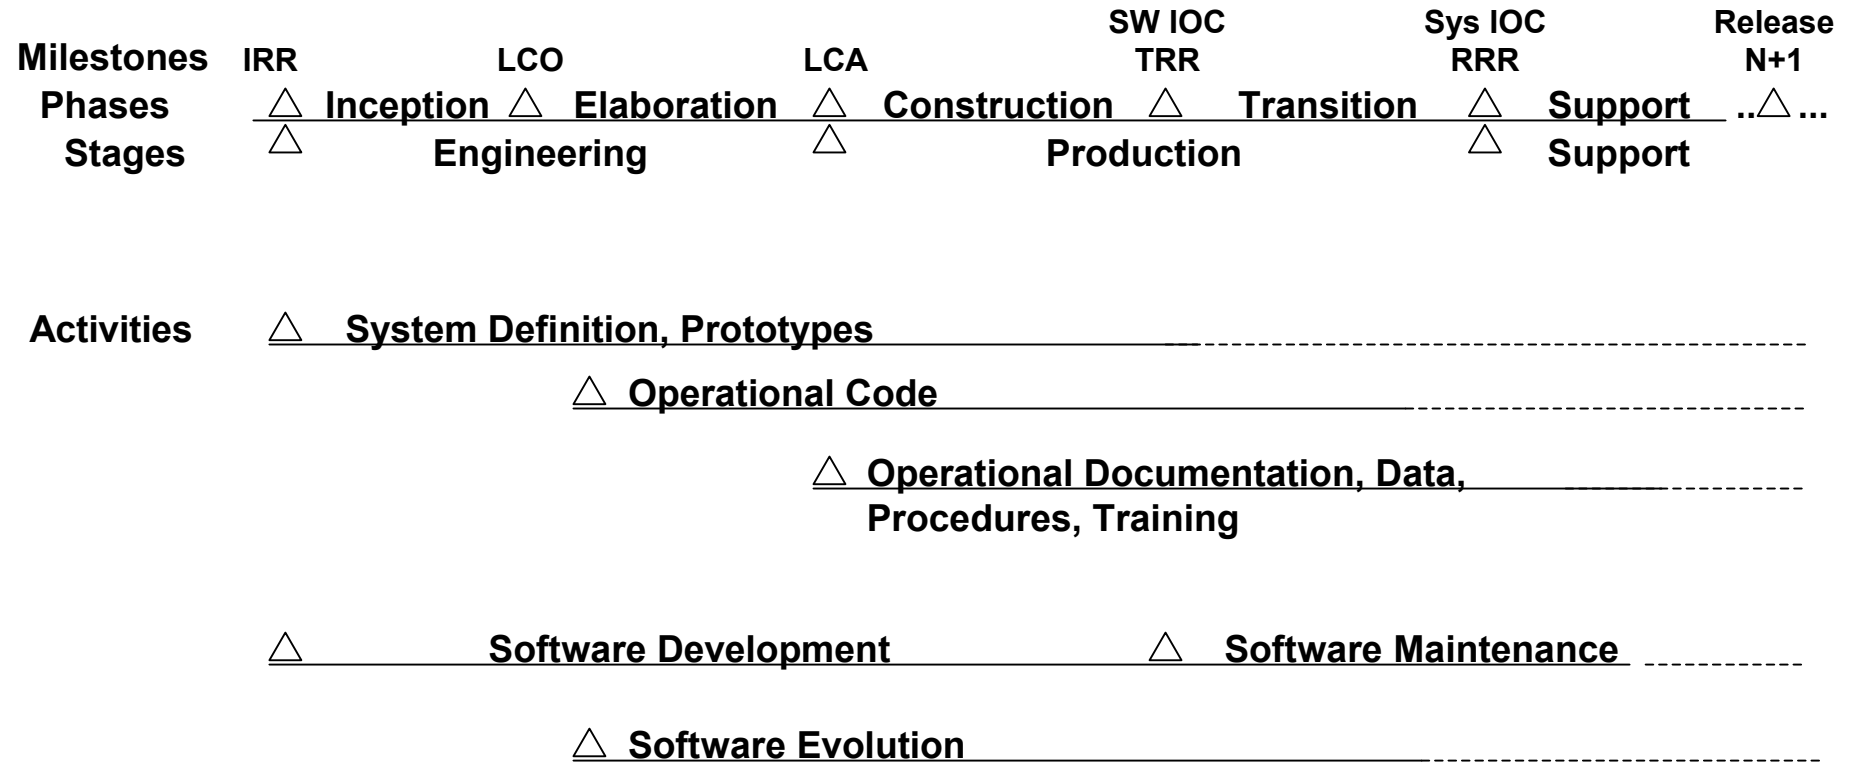 SW IOC Sys IOC Release
Milestones IRR LCO LCA TRR RRR N+1
Phases Inception Elaboration Construction Transition Support .. ...
Stages Engineering Production Support
Activities System Definition, Prototypes
Operational Code
Operational Documentation, Data,
Procedures, Training
Software Development Software Maintenance
Software Evolution